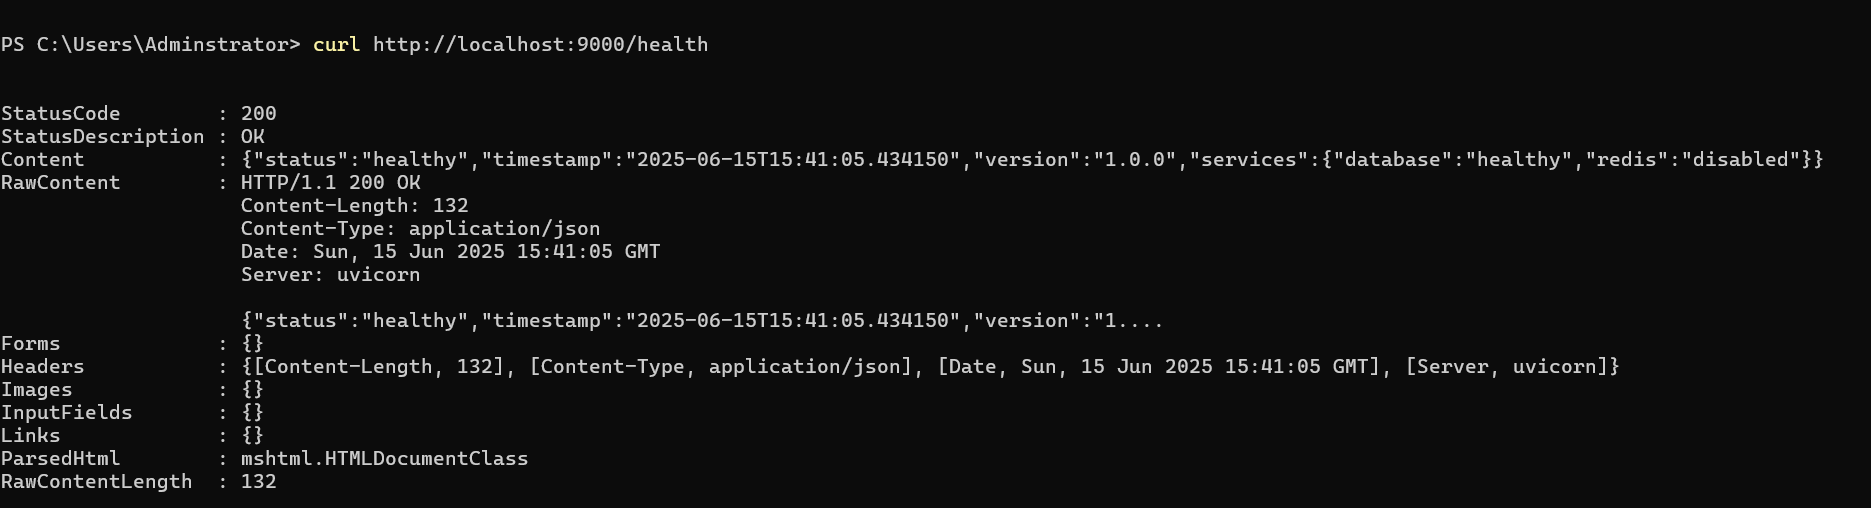 PS C:\Users\Adminstrator> curl http://localhost:9000/health
StatusCode        : 200
StatusDescription : OK
Content           : {"status":"healthy","timestamp":"2025-06-15T15:41:05.434150","version":"1.0.0","services":{"database":"healthy","redis":"disabled"}}
RawContent        : HTTP/1.1 200 OK
                    Content-Length: 132
                    Content-Type: application/json
                    Date: Sun, 15 Jun 2025 15:41:05 GMT
                    Server: uvicorn

                    {"status":"healthy","timestamp":"2025-06-15T15:41:05.434150","version":"1....
Forms             : {}
Headers           : {[Content-Length, 132], [Content-Type, application/json], [Date, Sun, 15 Jun 2025 15:41:05 GMT], [Server, uvicorn]}
Images            : {}
InputFields       : {}
Links             : {}
ParsedHtml        : mshtml.HTMLDocumentClass
RawContentLength  : 132